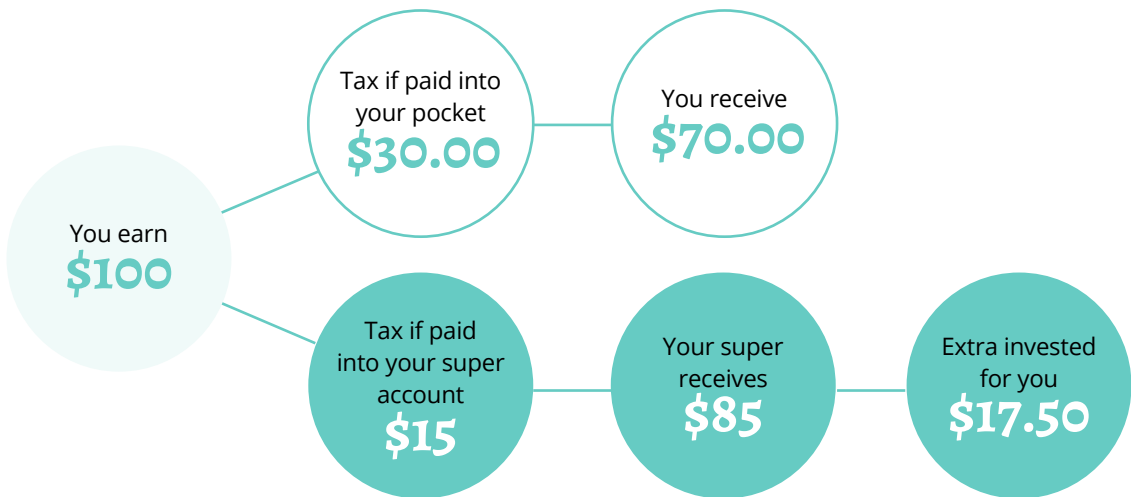 Tax if paid into
your pocket
$30.00
You receive
$70.00
You earn
$100
Tax if paid
into your super
account
$15
Your super
receives
$85
Extra invested
for you
$17.50